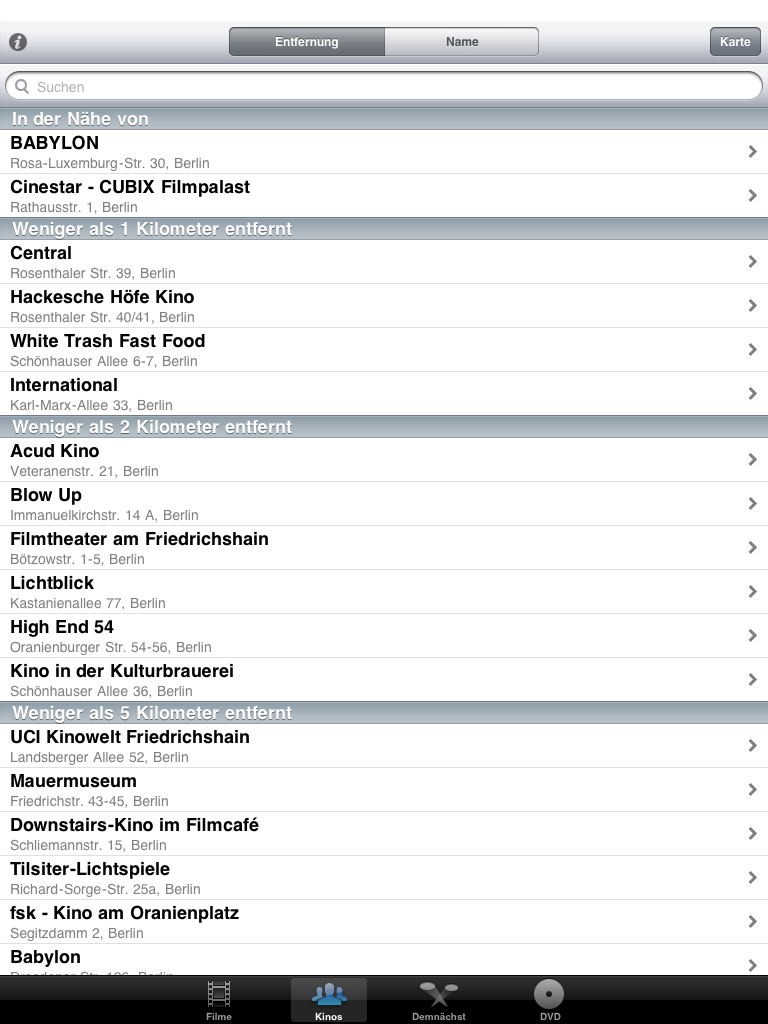 Entfernung
Name
Karte
Suchen
In der Nähe von
BABYLON
Rosa-Luxemburg-Str. 30, Berlin
Cinestar - CUBIX Filmpalast
Rathausstr. 1, Berlin
Weniger als 1 Kilometer entfernt
Central
Rosenthaler Str. 39, Berlin
Hackesche Höfe Kino
Rosenthaler Str. 40/41, Berlin
White Trash Fast Food
Schönhauser Allee 6-7, Berlin
International
Karl-Marx-Allee 33, Berlin
Weniger als 2 Kilometer entfernt
Acud Kino
Veteranenstr. 21, Berlin
Blow Up
Immanuelkirchstr. 14 A, Berlin
Filmtheater am Friedrichshain
Bötzowstr. 1-5, Berlin
Lichtblick
Kastanienallee 77, Berlin
High End 54
Oranienburger Str. 54-56, Berlin
Kino in der Kulturbrauerei
Schönhauser Allee 36, Berlin
Weniger als 5 Kilometer entfernt
UCI Kinowelt Friedrichshain
Landsberger Allee 52, Berlin
Mauermuseum
Friedrichstr. 43-45, Berlin
Downstairs-Kino im Filmcafé
Schliemannstr. 15, Berlin
Tilsiter-Lichtspiele
Richard-Sorge-Str. 25a, Berlin
fsk - Kino am Oranienplatz
Segitzdamm 2, Berlin
Babylon
Dresdener Str. 126, Berlin
Filme
Kinos
Demnächst
DVD